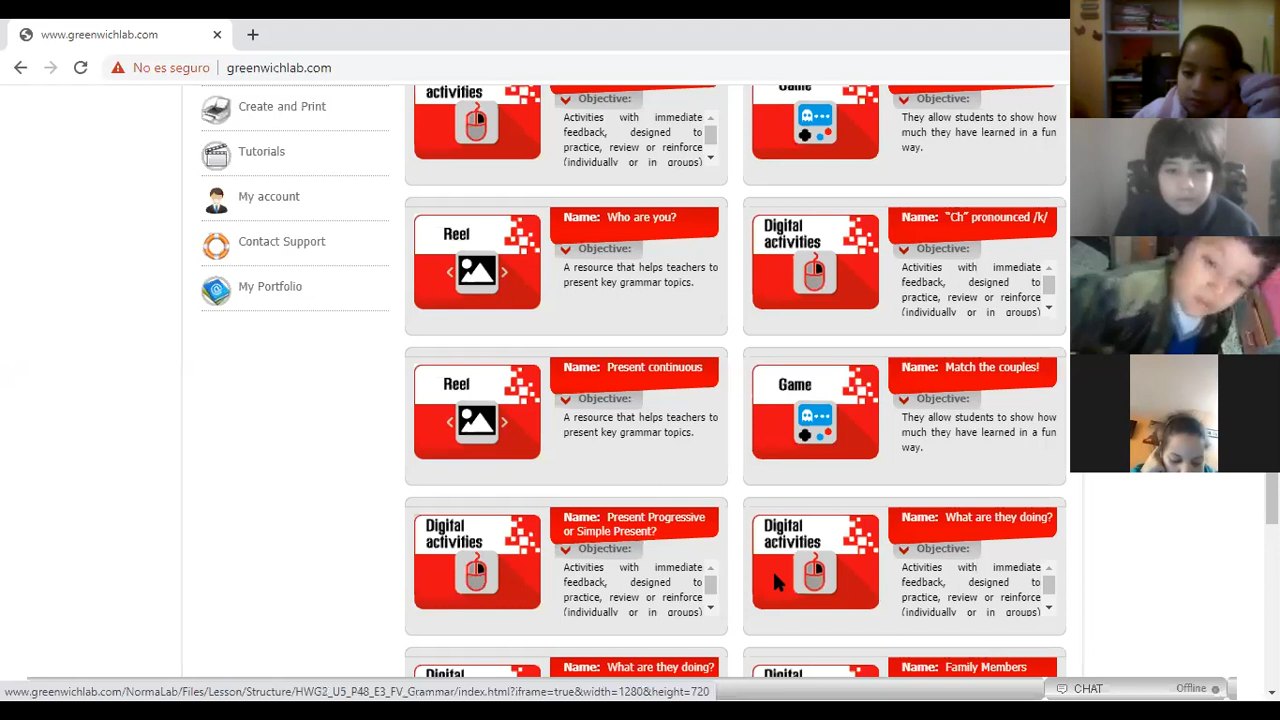 www.greenwichlab.com
No es seguro
greenwichlab.com
Create and Print
Tutorials
My account
Contact Support
My Portfolio
activities
Objective:
Activities with immediate
feedback, designed to
practice, review or reinforce
(individually or in groups)
Game
Objective:
They allow students to show how
much they have learned in a fun
way.
Reel
Name: Who are you?
Objective:
A resource that helps teachers to
present key grammar topics.
Digital
activities
Name: "Ch" pronounced /k/
Objective:
Activities with immediate
feedback, designed to
practice, review or reinforce
(individually or in groups)
Reel
Name: Present continuous
Objective:
A resource that helps teachers to
present key grammar topics.
Game
Name: Match the couples!
Objective:
They allow students to show how
much they have learned in a fun
way.
Digital
activities
Name: Present Progressive
or Simple Present?
Objective:
Activities with immediate
feedback, designed to
practice, review or reinforce
(individually or in groups)
Digital
activities
Name: What are they doing?
Objective:
Activities with immediate
feedback, designed to
practice, review or reinforce
(individually or in groups)
Digital
Name: What are they doing?
Digital
Name: Family Members
www.greenwichlab.com/NormaLab/Files/Lesson/Structure/HWG2_U5_P48_E3_FV_Grammar/index.html?iframe=true&width=1280&height=720
CHAT
Offline